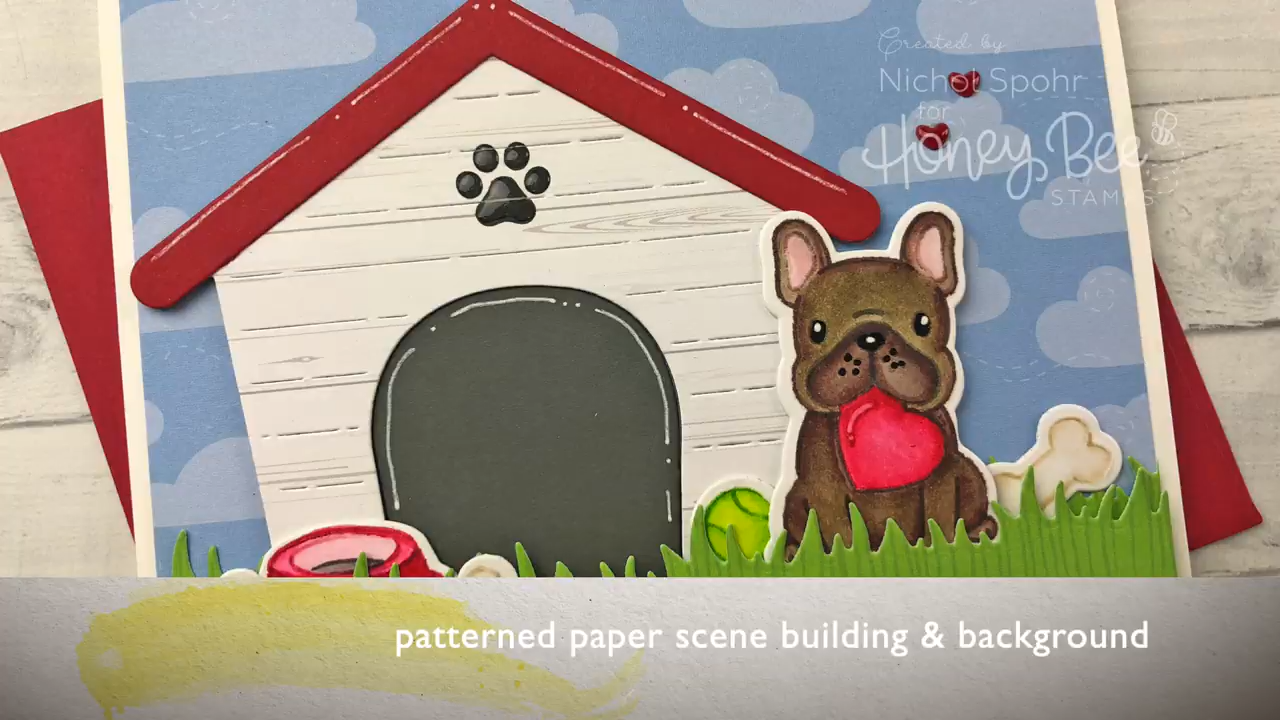 Created by
Nichol Spohr
for
Honey Bee
STAMPS
patterned paper scene building & background